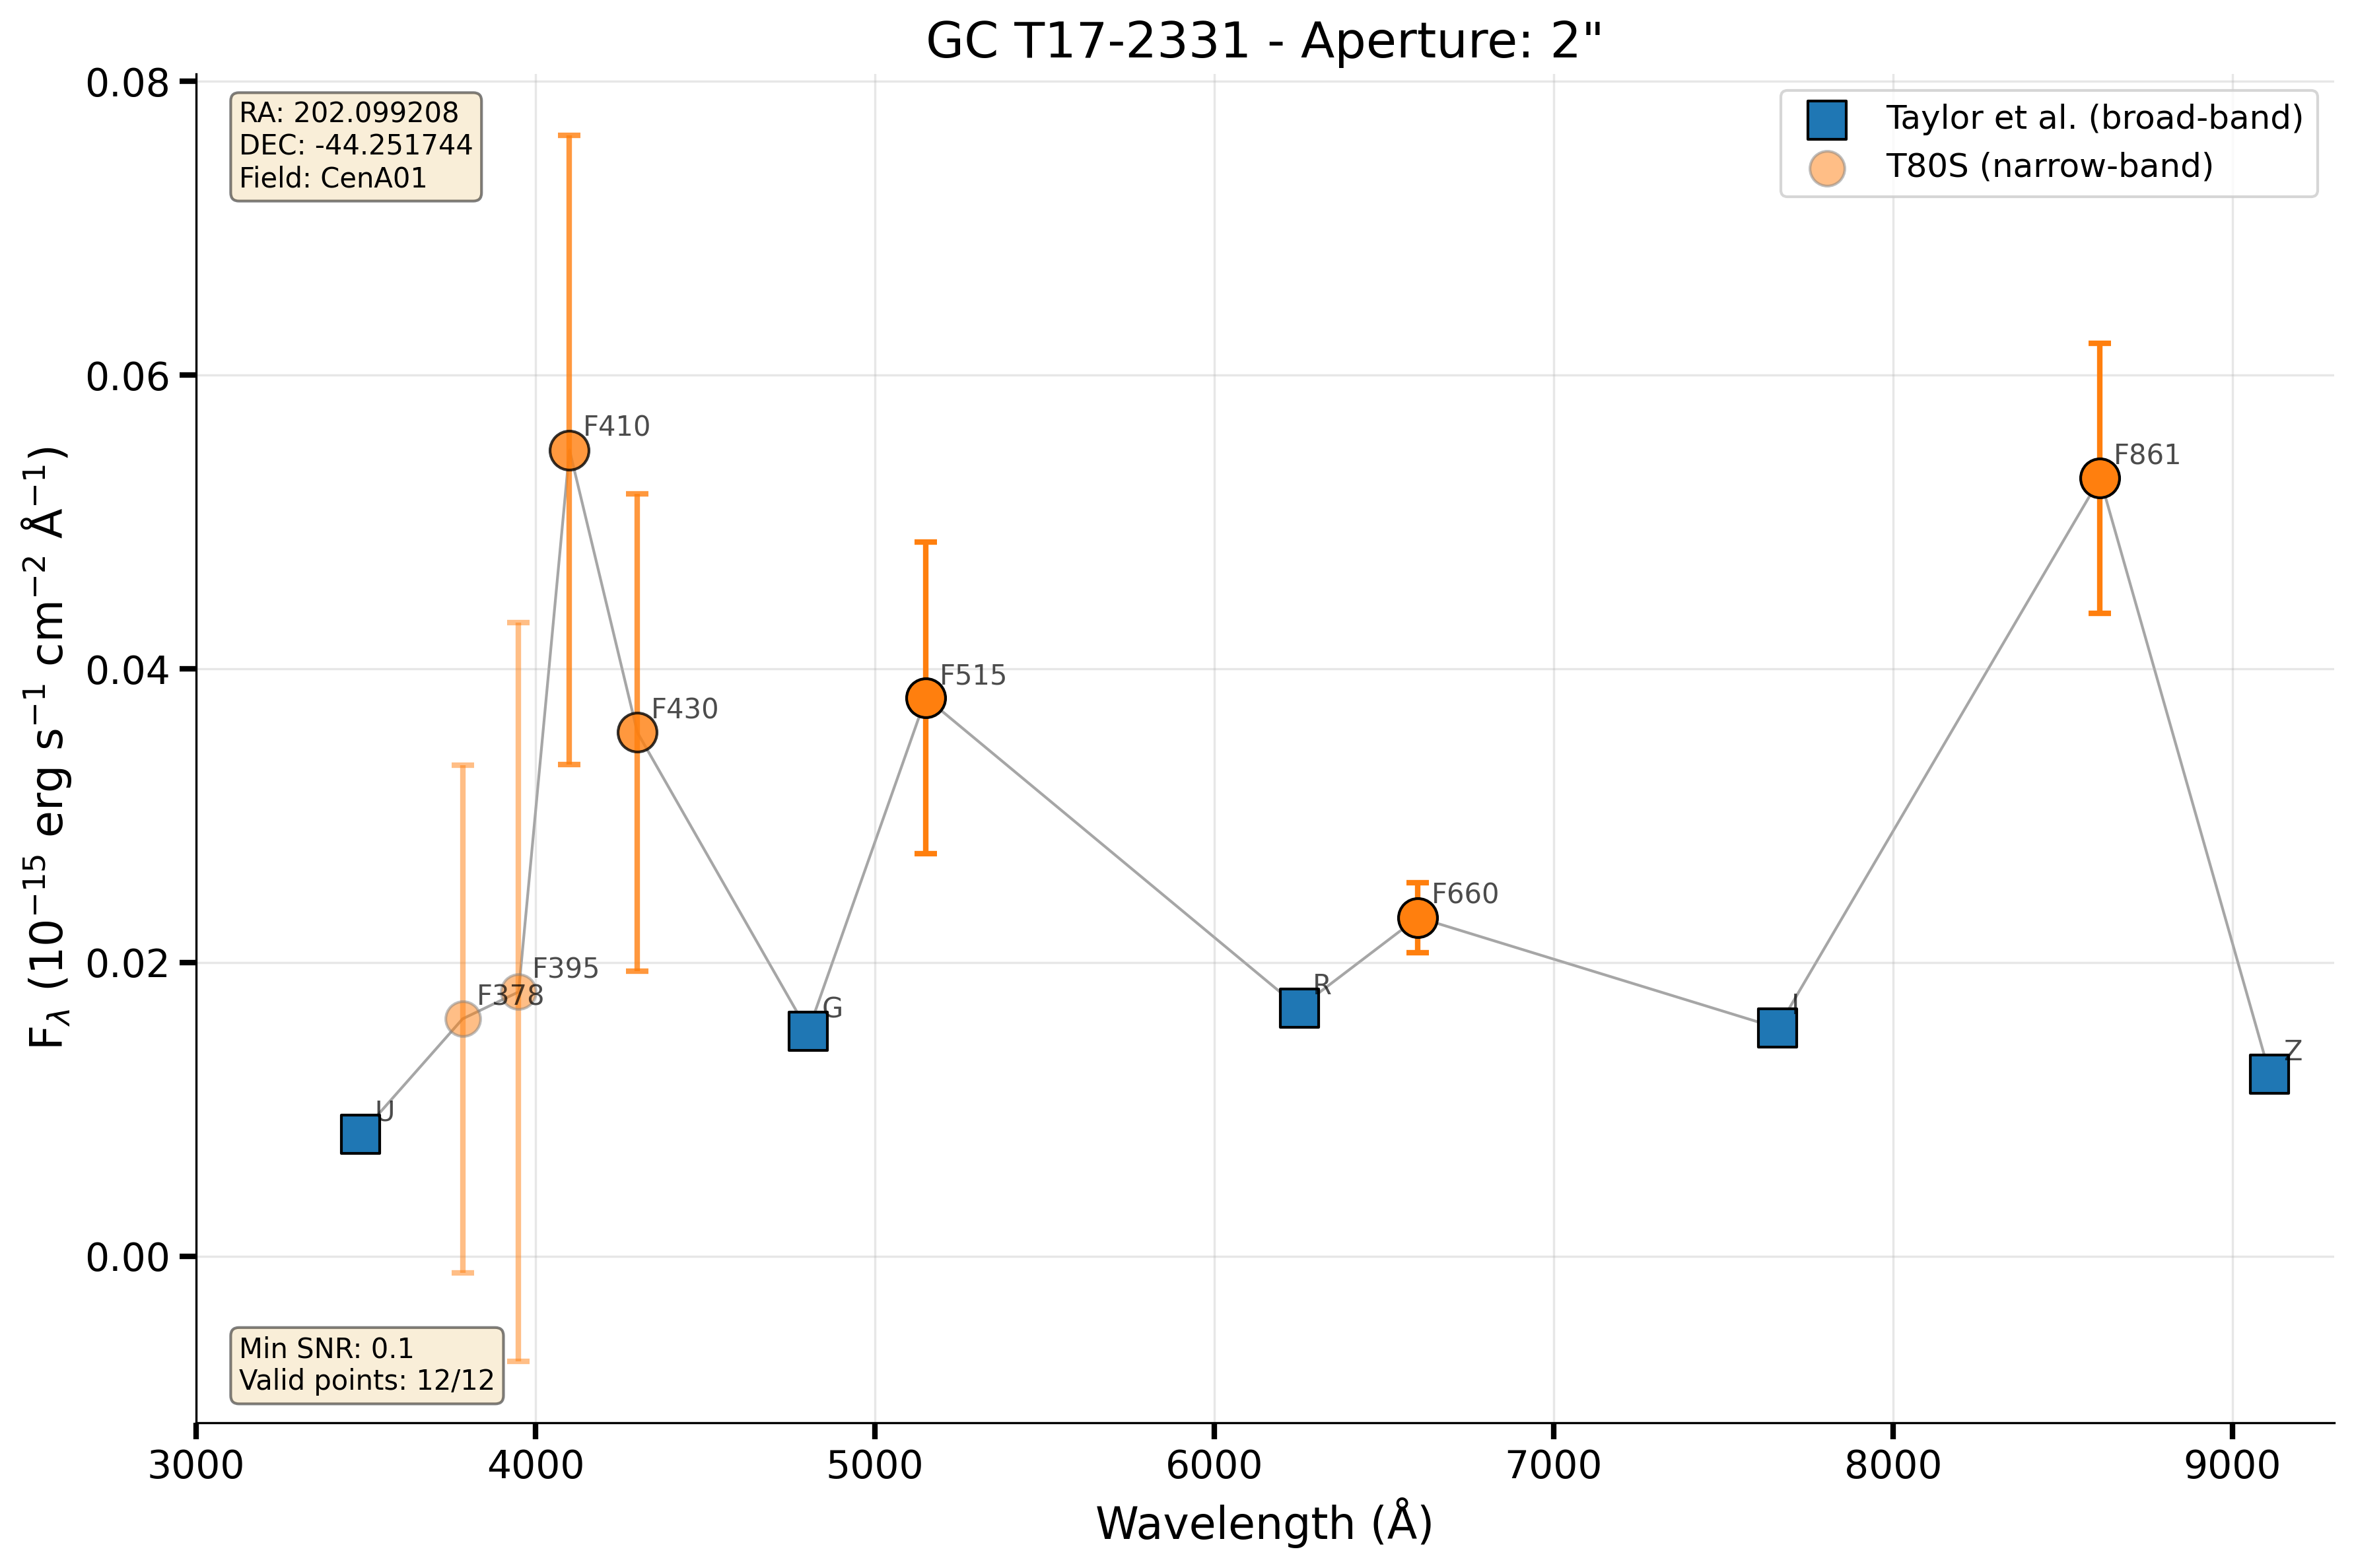 GC T17-2331 - Aperture: 2"
RA: 202.099208
DEC: -44.251744
Field: CenA01
Taylor et al. (broad-band)
T80S (narrow-band)
0.08
0.06
0.04
0.02
0.00
F_λ (10⁻¹⁵ erg s⁻¹ cm⁻² Å⁻¹)
U
F378
F395
F410
F430
G
F515
R
F660
I
F861
Z
Min SNR: 0.1
Valid points: 12/12
3000 4000 5000 6000 7000 8000 9000
Wavelength (Å)